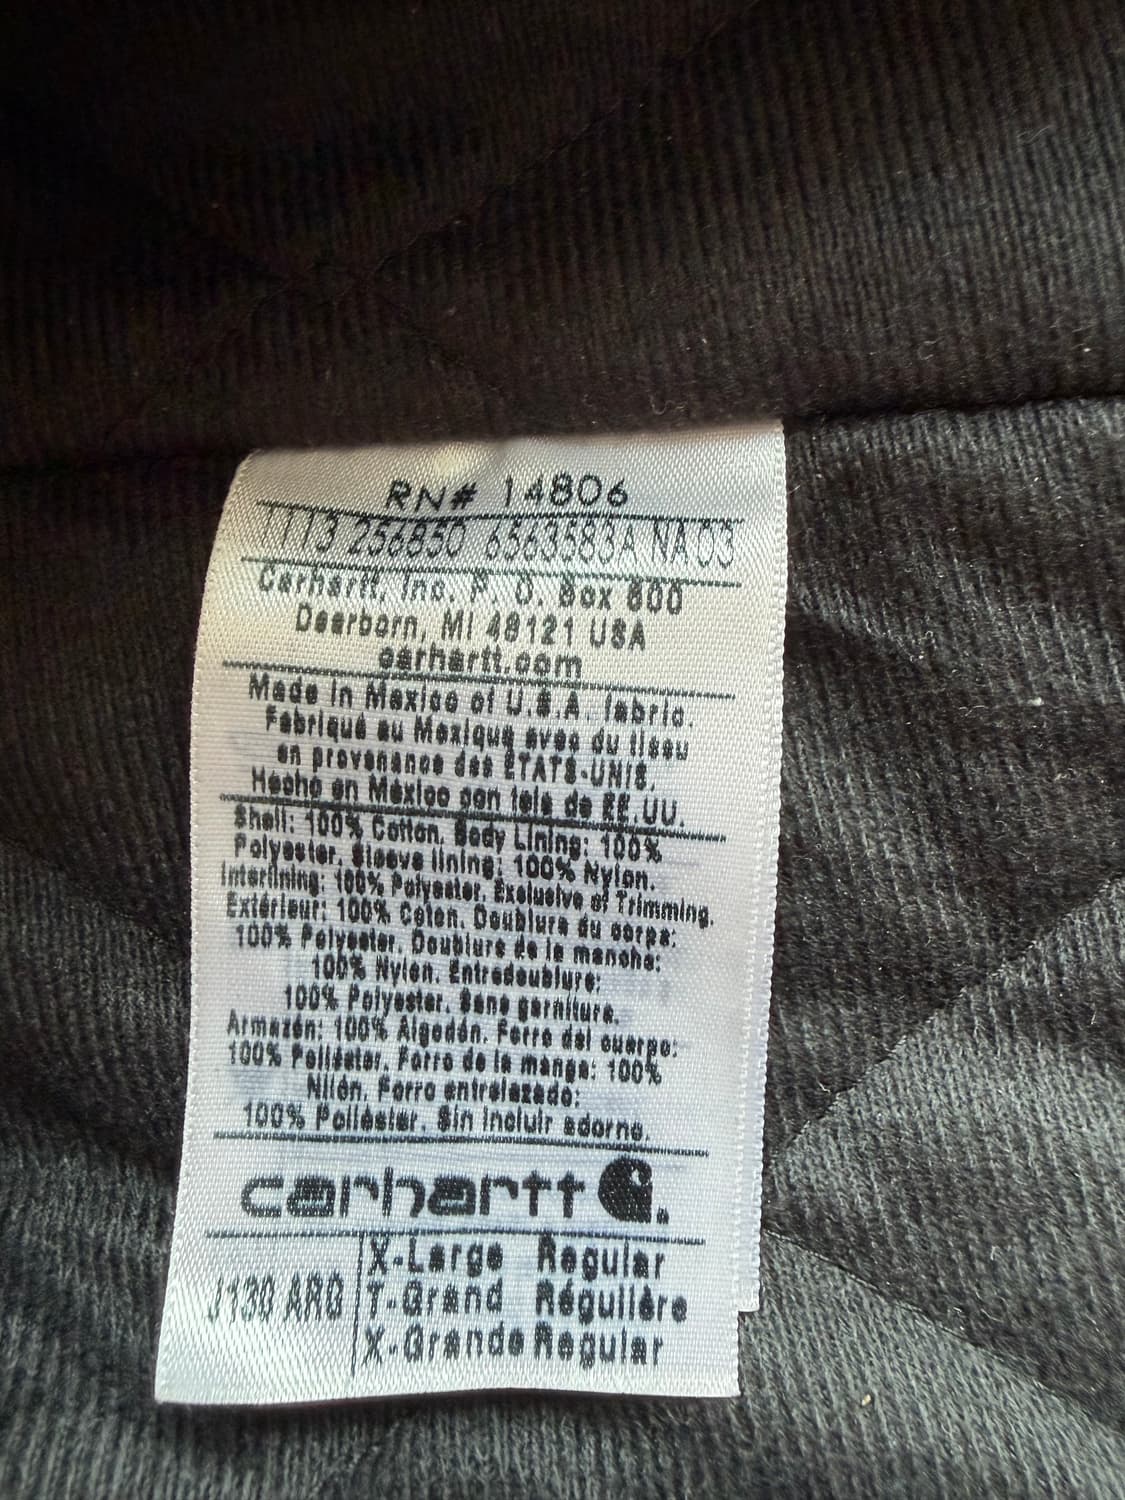 RN# 14806
1113 256850 6563583A NA03
Carhartt, Inc. P. O. Box 600
Dearborn, MI 48121 USA
carhartt.com
Made in Mexico of U.S.A. fabric.
Fabriqué au Mexique avec du tissu
en provenance des ÉTATS-UNIS.
Hecho en México con tela de EE.UU.
Shell: 100% Cotton. Body Lining: 100%
Polyester. Sleeve lining: 100% Nylon.
Interlining: 100% Polyester. Exclusive of Trimming.
Extérieur: 100% Coton. Doublure du corps:
100% Polyester. Doublure de la manche:
100% Nylon. Entredoublure:
100% Polyester. Sans garniture.
Armazón: 100% Algodón. Forro del cuerpo:
100% Poliéster. Forro de la manga: 100%
Nilón. Forro entrelazado:
100% Poliéster. Sin incluir adorno.
carhartt.
X-Large Regular
J130 ARG T-Grand Régulière
X-Grande Regular